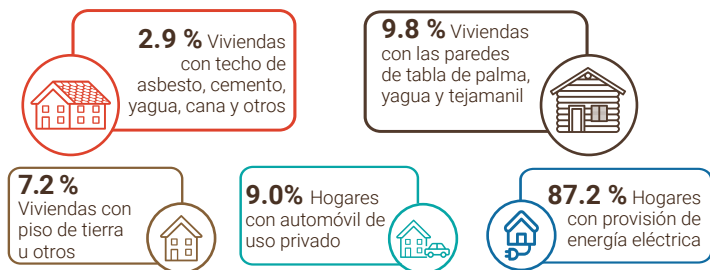 2.9 % Viviendas
con techo de
asbesto, cemento,
yagua, cana y otros
9.8 % Viviendas
con las paredes
de tabla de palma,
yagua y tejamanil
7.2 %
Viviendas con
piso de tierra
u otros
9.0% Hogares
con automóvil de
uso privado
87.2 % Hogares
con provisión de
energía eléctrica